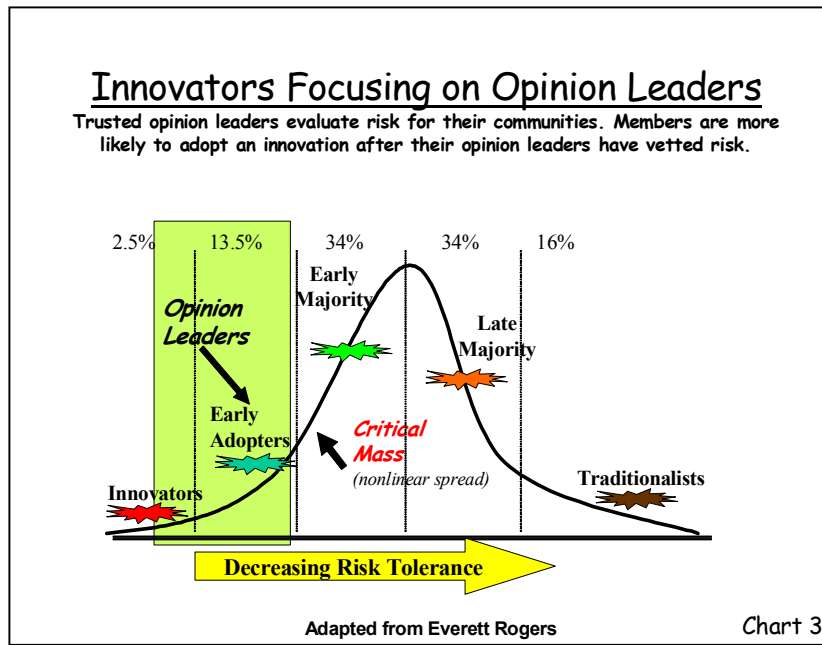 Innovators Focusing on Opinion Leaders
Trusted opinion leaders evaluate risk for their communities. Members are more
likely to adopt an innovation after their opinion leaders have vetted risk.
2.5%
13.5%
34%
34%
16%
Early
Majority
Opinion
Leaders
Late
Majority
Early
Adopters
Critical
Mass
(nonlinear spread)
Innovators
Traditionalists
Decreasing Risk Tolerance
Adapted from Everett Rogers
Chart 3